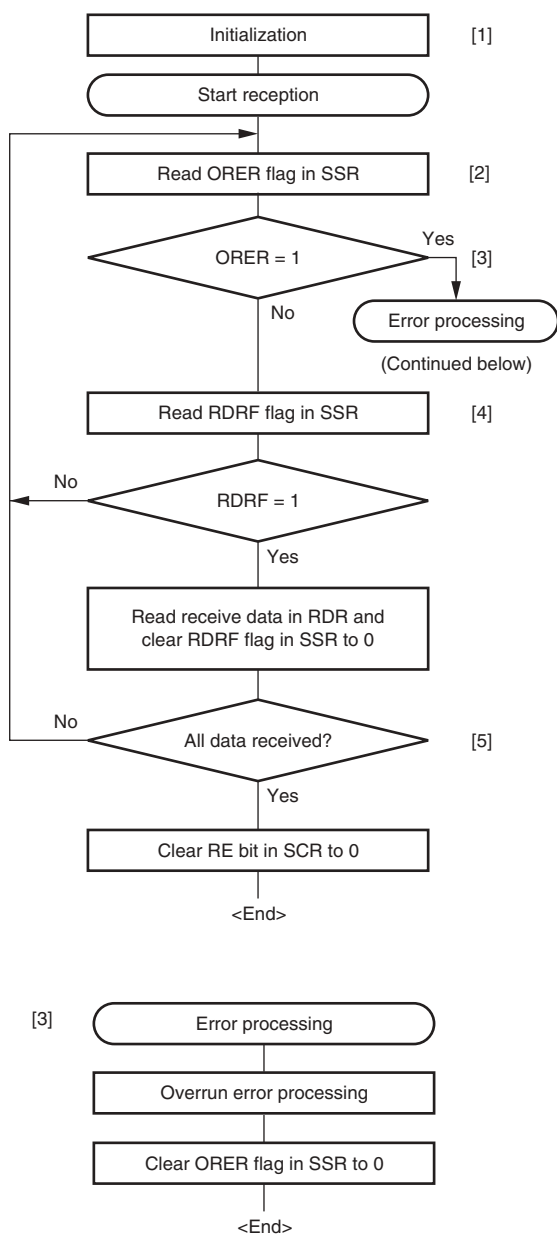 Initialization
[1]
Start reception
Read ORER flag in SSR
[2]
Yes
ORER = 1
[3]
No
Error processing
(Continued below)
Read RDRF flag in SSR
[4]
No
RDRF = 1
Yes
Read receive data in RDR and
clear RDRF flag in SSR to 0
No
All data received?
[5]
Yes
Clear RE bit in SCR to 0
<End>
[3]
Error processing
Overrun error processing
Clear ORER flag in SSR to 0
<End>